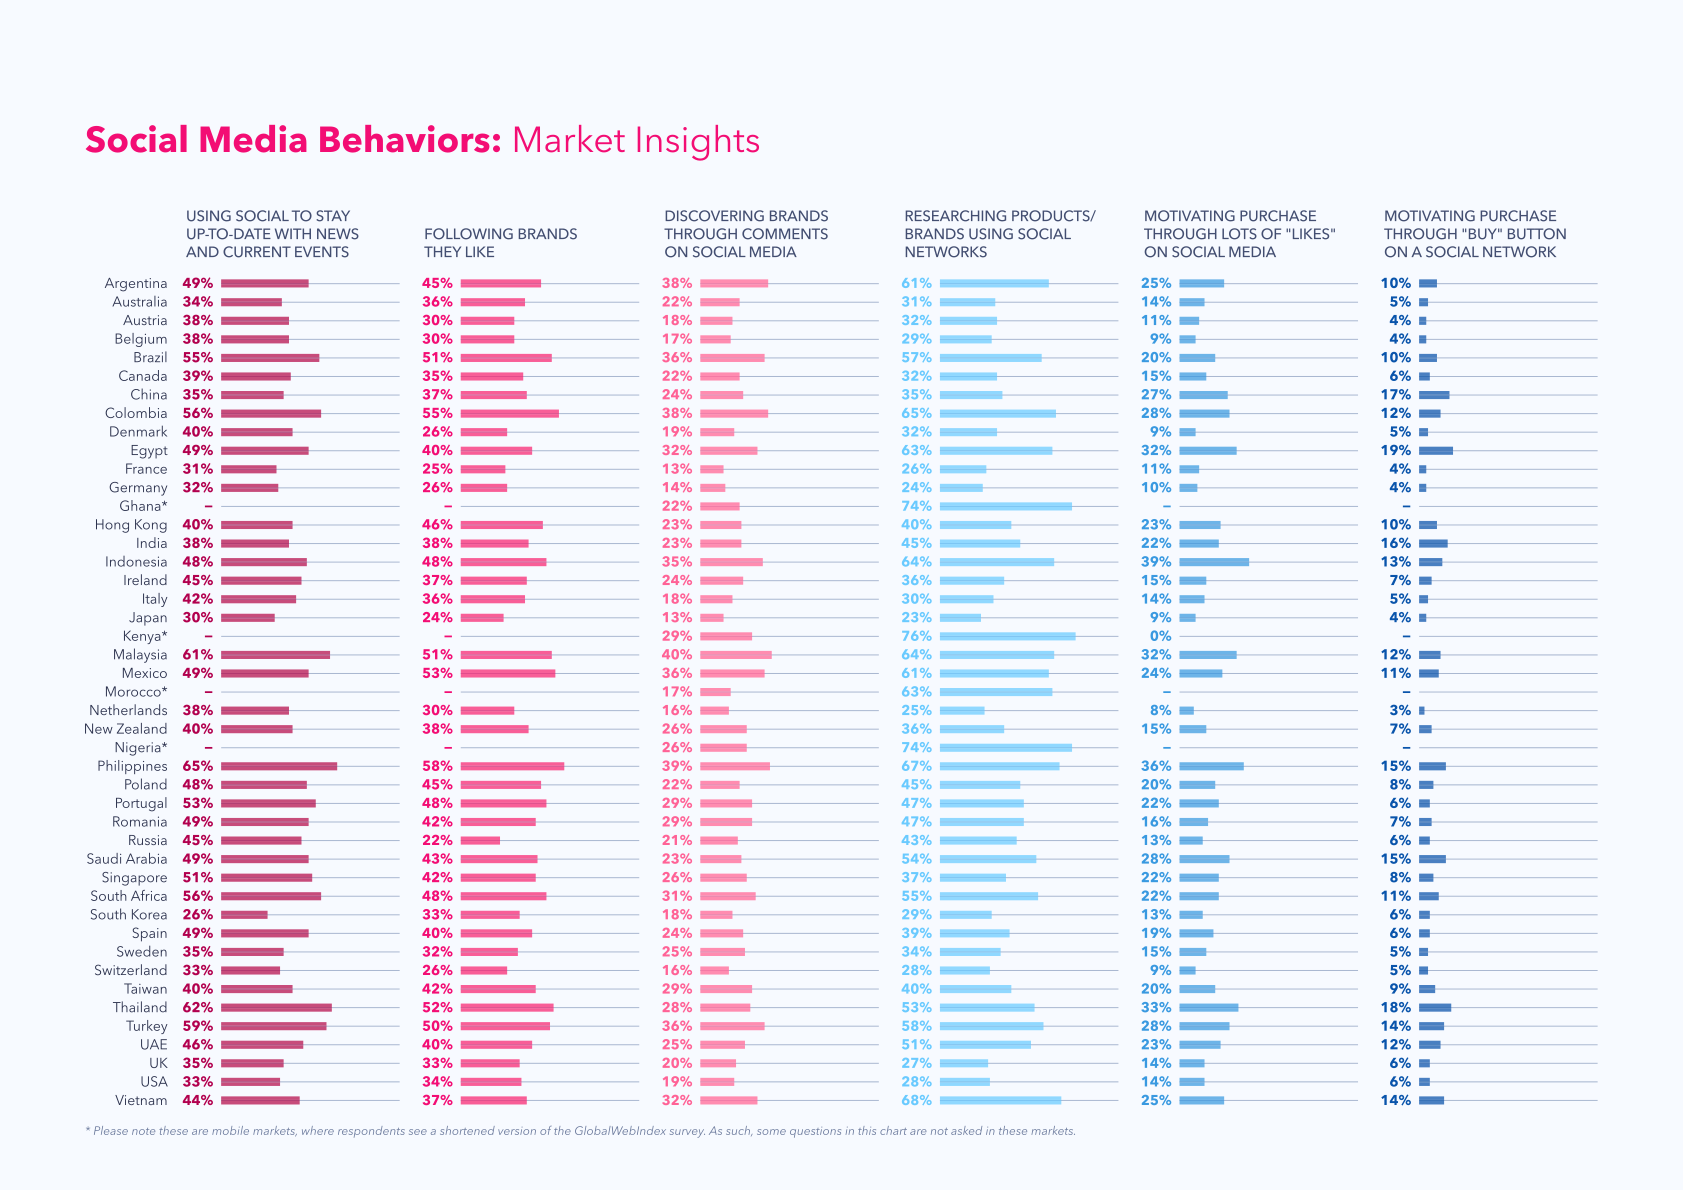 Social Media Behaviors: Market Insights
USING SOCIAL TO STAY
UP-TO-DATE WITH NEWS
AND CURRENT EVENTS
FOLLOWING BRANDS
THEY LIKE
DISCOVERING BRANDS
THROUGH COMMENTS
ON SOCIAL MEDIA
RESEARCHING PRODUCTS/
BRANDS USING SOCIAL
NETWORKS
MOTIVATING PURCHASE
THROUGH LOTS OF "LIKES"
ON SOCIAL MEDIA
MOTIVATING PURCHASE
THROUGH "BUY" BUTTON
ON A SOCIAL NETWORK
Argentina 49% 45% 38% 61% 25% 10%
Australia 34% 36% 22% 31% 14% 5%
Austria 38% 30% 18% 32% 11% 4%
Belgium 38% 30% 17% 29% 9% 4%
Brazil 55% 51% 36% 57% 20% 10%
Canada 39% 35% 22% 32% 15% 6%
China 35% 37% 24% 35% 27% 17%
Colombia 56% 55% 38% 65% 28% 12%
Denmark 40% 26% 19% 32% 9% 5%
Egypt 49% 40% 32% 63% 32% 19%
France 31% 25% 13% 26% 11% 4%
Germany 32% 26% 14% 24% 10% 4%
Ghana* – – 22% 74% – –
Hong Kong 40% 46% 23% 40% 23% 10%
India 38% 38% 23% 45% 22% 16%
Indonesia 48% 48% 35% 64% 39% 13%
Ireland 45% 37% 24% 36% 15% 7%
Italy 42% 36% 18% 30% 14% 5%
Japan 30% 24% 13% 23% 9% 4%
Kenya* – – 29% 76% 0% –
Malaysia 61% 51% 40% 64% 32% 12%
Mexico 49% 53% 36% 61% 24% 11%
Morocco* – – 17% 63% – –
Netherlands 38% 30% 16% 25% 8% 3%
New Zealand 40% 38% 26% 36% 15% 7%
Nigeria* – – 26% 74% – –
Philippines 65% 58% 39% 67% 36% 15%
Poland 48% 45% 22% 45% 20% 8%
Portugal 53% 48% 29% 47% 22% 6%
Romania 49% 42% 29% 47% 16% 7%
Russia 45% 22% 21% 43% 13% 6%
Saudi Arabia 49% 43% 23% 54% 28% 15%
Singapore 51% 42% 26% 37% 22% 8%
South Africa 56% 48% 31% 55% 22% 11%
South Korea 26% 33% 18% 29% 13% 6%
Spain 49% 40% 24% 39% 19% 6%
Sweden 35% 32% 25% 34% 15% 5%
Switzerland 33% 26% 16% 28% 9% 5%
Taiwan 40% 42% 29% 40% 20% 9%
Thailand 62% 52% 28% 53% 33% 18%
Turkey 59% 50% 36% 58% 28% 14%
UAE 46% 40% 25% 51% 23% 12%
UK 35% 33% 20% 27% 14% 6%
USA 33% 34% 19% 28% 14% 6%
Vietnam 44% 37% 32% 68% 25% 14%
* Please note these are mobile markets, where respondents see a shortened version of the GlobalWebIndex survey. As such, some questions in this chart are not asked in these markets.